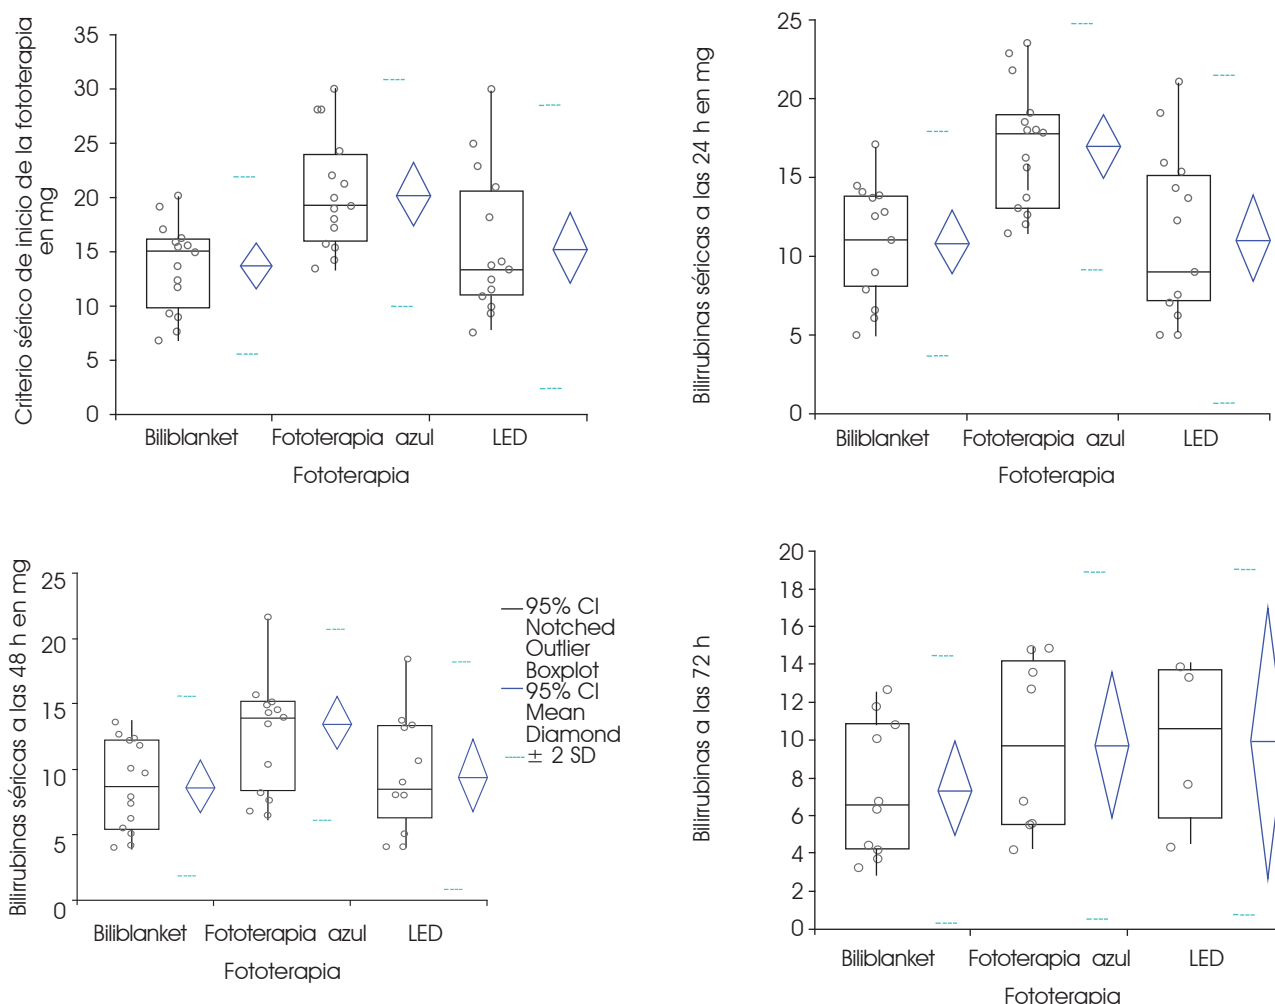 Criterio sérico de inicio de la fototerapia
en mg
35
30
25
20
15
10
5
0
Biliblanket
Fototerapia azul
LED
Fototerapia
Bilirrubinas séricas a las 24 h en mg
25
20
15
10
5
0
Biliblanket
Fototerapia azul
LED
Fototerapia
Bilirrubinas séricas a las 48 h en mg
25
20
15
10
5
0
Biliblanket
Fototerapia azul
LED
Fototerapia
95% CI
Notched
Outlier
Boxplot
95% CI
Mean
Diamond
± 2 SD
Bilirrubinas a las 72 h
20
18
16
14
12
10
8
6
4
2
0
Biliblanket
Fototerapia azul
LED
Fototerapia